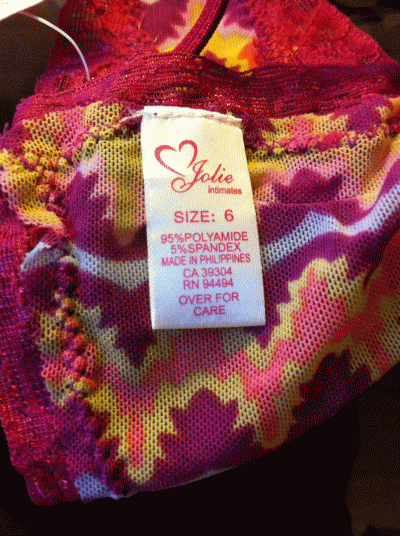 Jolie
intimates
SIZE: 6
95%POLYAMIDE
5%SPANDEX
MADE IN PHILIPPINES
CA 39304
RN 94494
OVER FOR
CARE